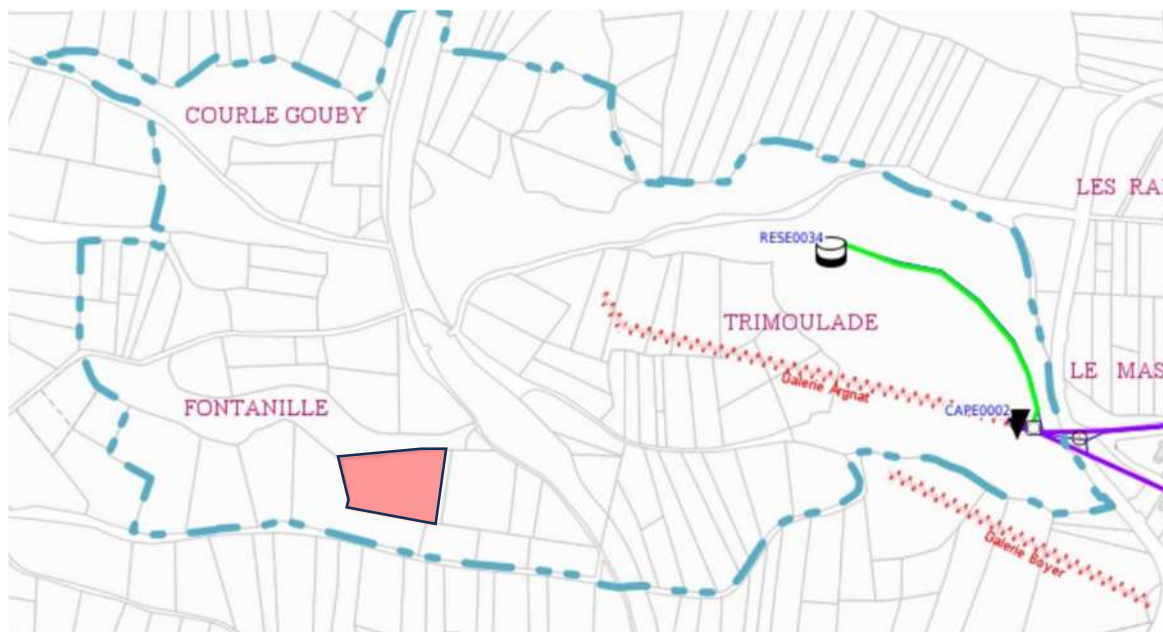 COURLE GOUBY
LES RA
RESE0034
TRIMOULADE
LE MAS
Galerie Argnat
FONTANILLE
CAPE0002
Galerie Boyer